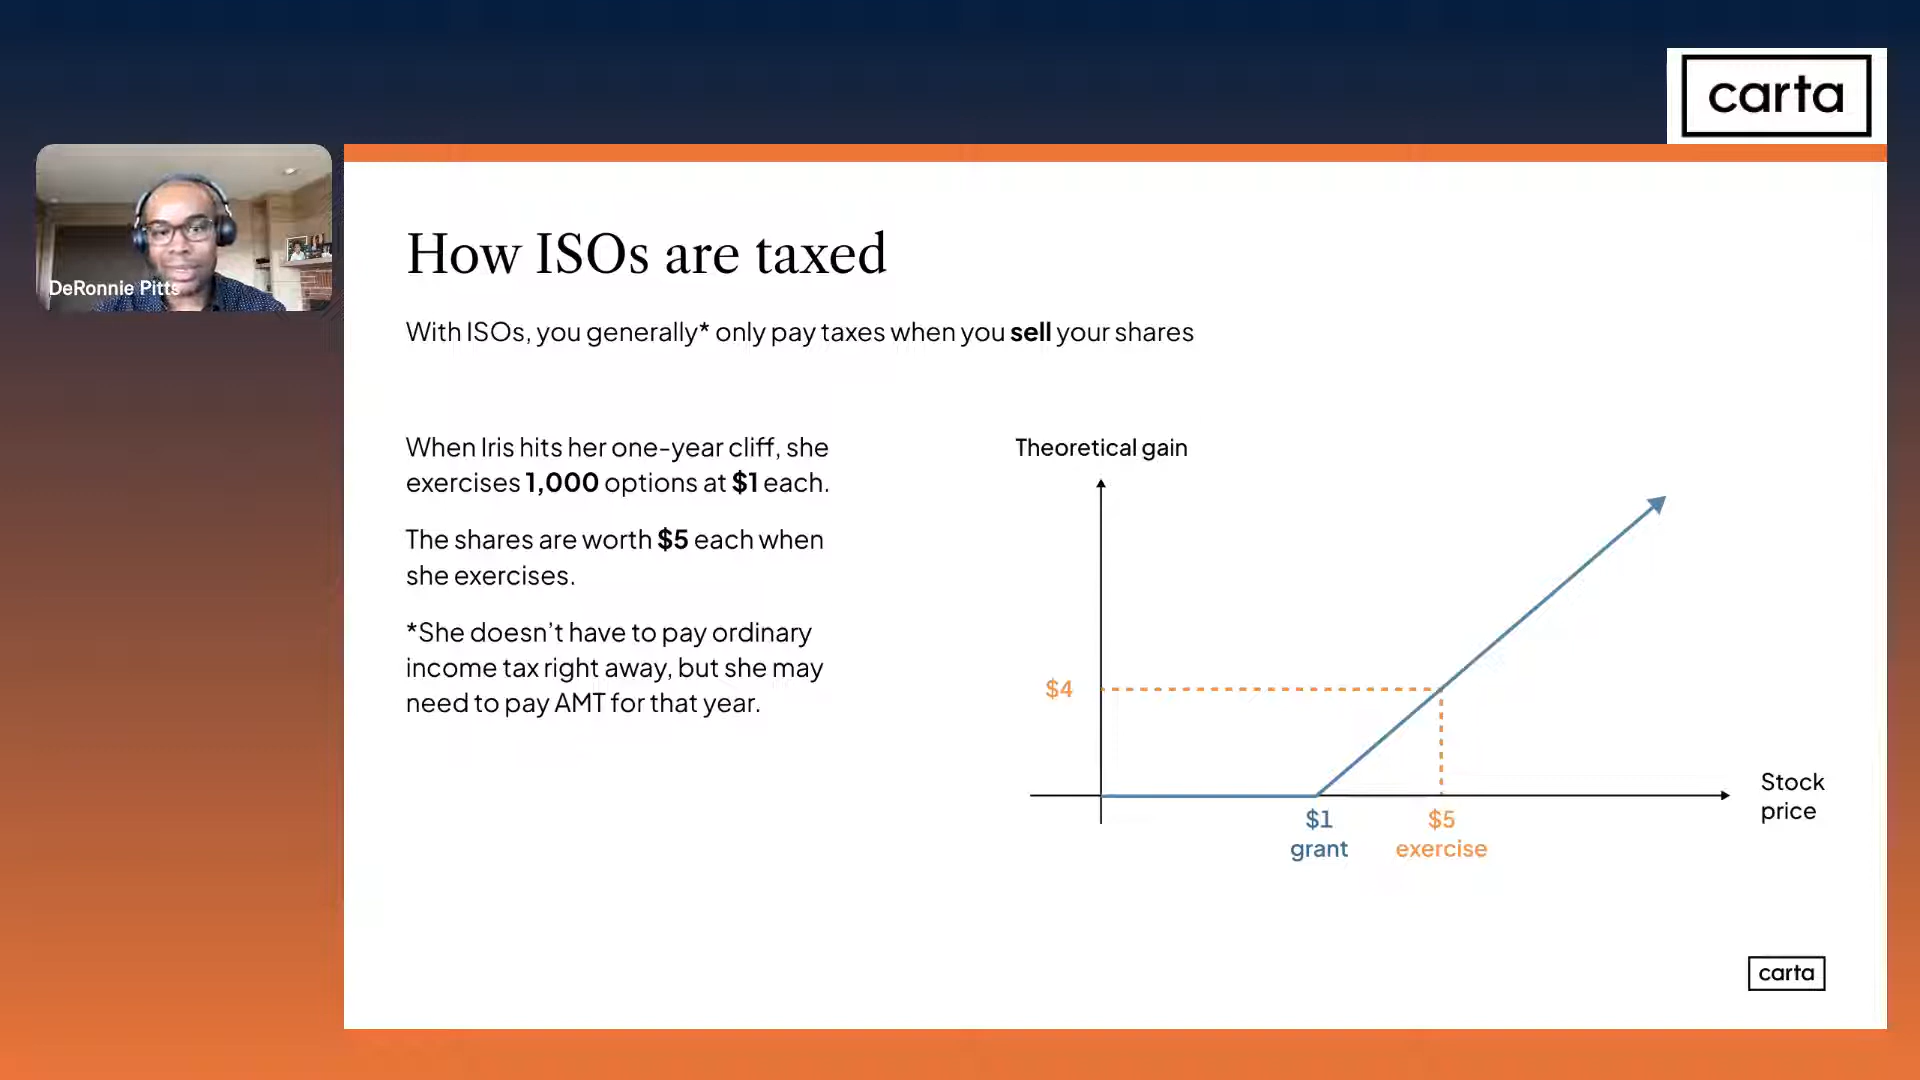 carta
DeRonnie Pitts
How ISOs are taxed
With ISOs, you generally* only pay taxes when you sell your shares
When Iris hits her one-year cliff, she
exercises 1,000 options at $1 each.
The shares are worth $5 each when
she exercises.
*She doesn't have to pay ordinary
income tax right away, but she may
need to pay AMT for that year.
Theoretical gain
$4
Stock
price
$1
grant
$5
exercise
carta